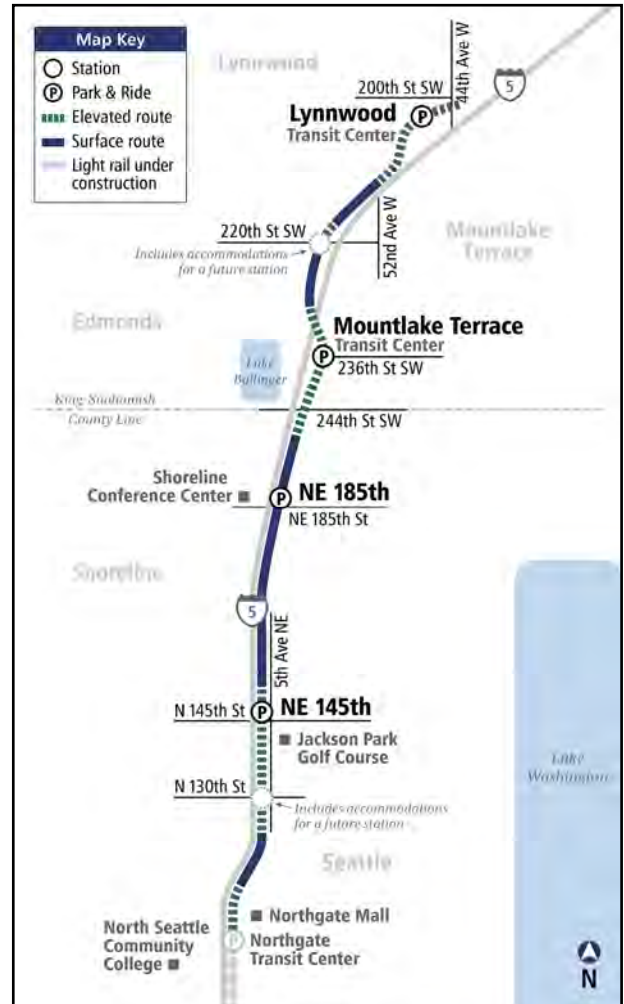 Map Key
Station
P
Park & Ride
Elevated route
Surface route
Light rail under
construction
Lynnwood
200th St SW
44th Ave W
5
Lynnwood
P
Transit Center
220th St SW
52nd Ave W
Mountlake
Terrace
Includes accommodations
for a future station
Edmonds
Mountlake Terrace
P
Transit Center
236th St SW
Lake
Ballinger
King Snohomish
County Line
244th St SW
Shoreline
Conference Center
P
NE 185th
NE 185th St
Shoreline
5
5th Ave NE
N 145th St
P
NE 145th
Jackson Park
Golf Course
N 130th St
Includes accommodations
for a future station
Lake
Washington
Seattle
Northgate Mall
North Seattle
Community
College
P
Northgate
Transit Center
N